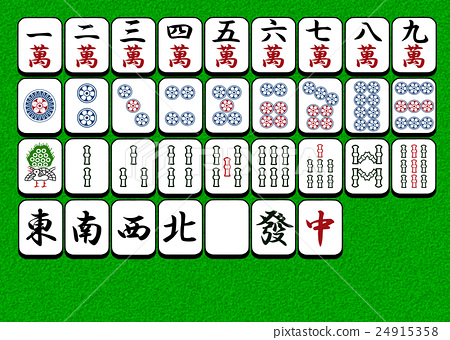 一 二 三 四 五 六 七 八 九
萬 萬 萬 萬 萬 萬 萬 萬 萬
東 南 西 北 發 中
123RF
24915358